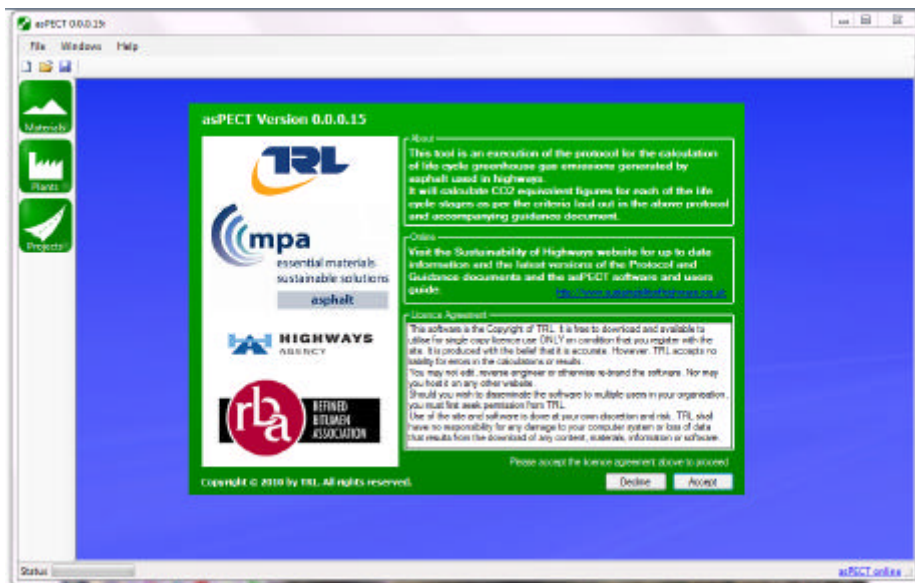 asPECT 0.0.0.15
File Windows Help
Materials
Plants
Projects
asPECT Version 0.0.0.15
TRL
mpa
essential materials
sustainable solutions
asphalt
HIGHWAYS
AGENCY
rba
REFINED
BITUMEN
ASSOCIATION
About
This tool is an execution of the protocol for the calculation
of life cycle greenhouse gas emissions generated by
asphalt used in highways.
It will calculate CO2 equivalent figures for each of the life
cycle stages as per the criteria laid out in the above protocol
and accompanying guidance document.
Online
Visit the Sustainability of Highways website for up to date
information and the latest versions of the Protocol and
Guidance documents and the asPECT software and users
guide.
Licence Agreement
This software is the Copyright of TRL. It is free to download and available to
utilise for single copy licence use ONLY on condition that you register with the
site. It is produced with the belief that it is accurate. However, TRL accepts no
liability for errors in the calculations or results.
You may not edit, reverse engineer or otherwise re-brand the software. Nor may
you host it on any other website.
Should you wish to disseminate the software to multiple users in your organisation,
you must first seek permission from TRL.
Use of the site and software is done at your own discretion and risk. TRL shall
have no responsibility for any damage to your computer system or loss of data
that results from the download of any content, materials, information or software.
Please accept the licence agreement above to proceed
Copyright © 2010 by TRL. All rights reserved.
Decline Accept
Status
asPECT online